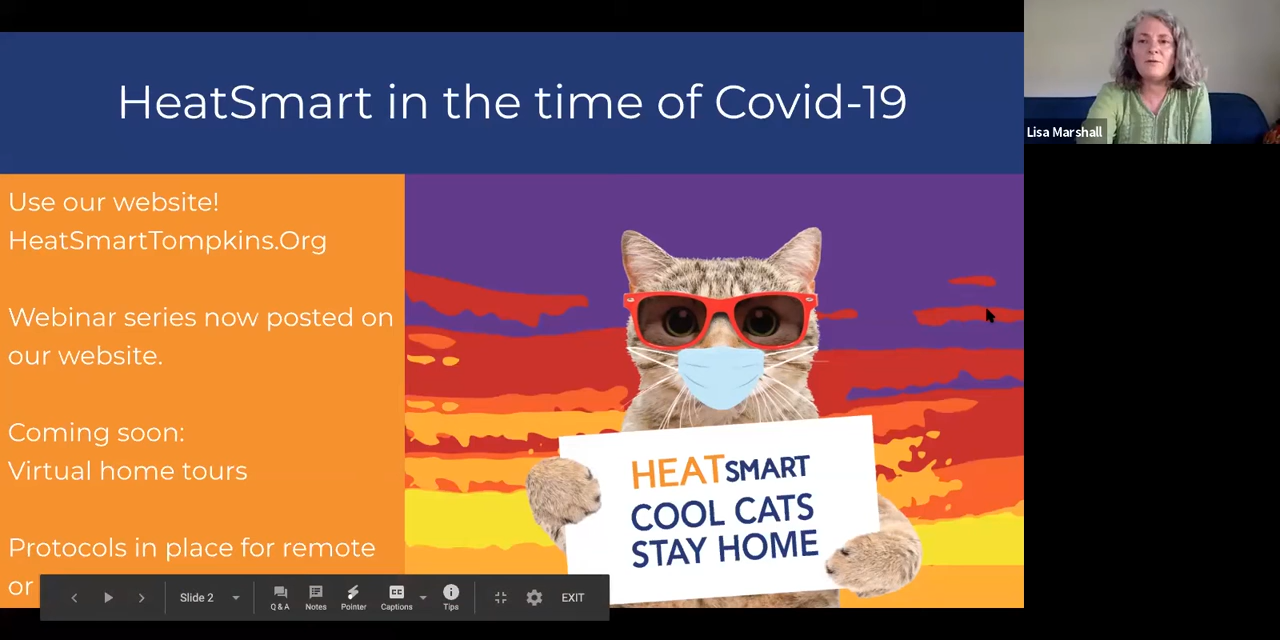 HeatSmart in the time of Covid-19
Lisa Marshall
Use our website!
HeatSmartTompkins.Org
Webinar series now posted on
our website.
Coming soon:
Virtual home tours
Protocols in place for remote
or
HEATSMART
COOL CATS
STAY HOME
Slide 2
Q & A
Notes
Pointer
CC
Captions
Tips
EXIT